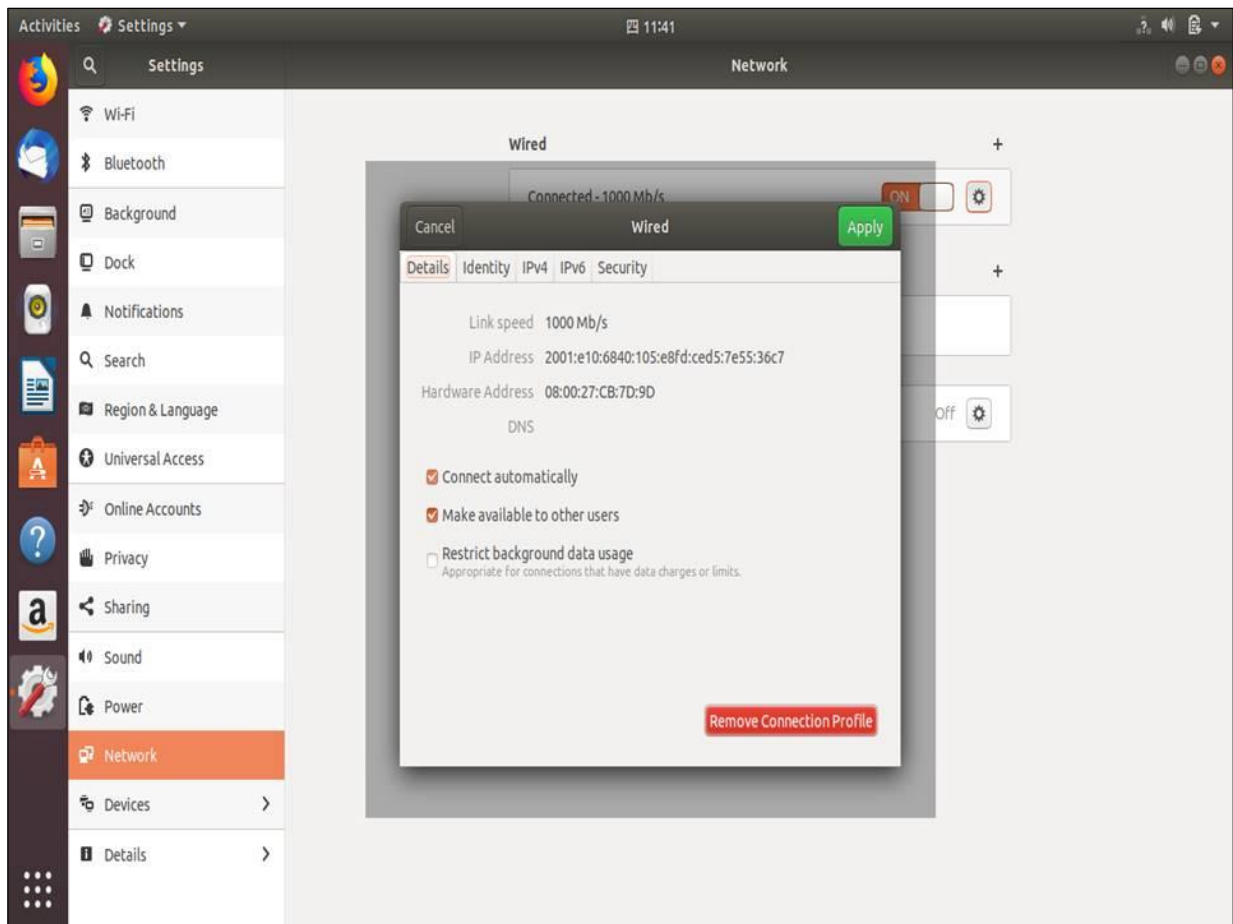 Activities Settings 四 11:41
Settings Network
Wi-Fi
Bluetooth
Background
Dock
Notifications
Search
Region & Language
Universal Access
Online Accounts
Privacy
Sharing
Sound
Power
Network
Devices
Details
Wired
Connected - 1000 Mb/s ON
Off
Cancel Wired Apply
Details Identity IPv4 IPv6 Security
Link speed 1000 Mb/s
IP Address 2001:e10:6840:105:e8fd:ced5:7e55:36c7
Hardware Address 08:00:27:CB:7D:9D
DNS
Connect automatically
Make available to other users
Restrict background data usage
Appropriate for connections that have data charges or limits.
Remove Connection Profile